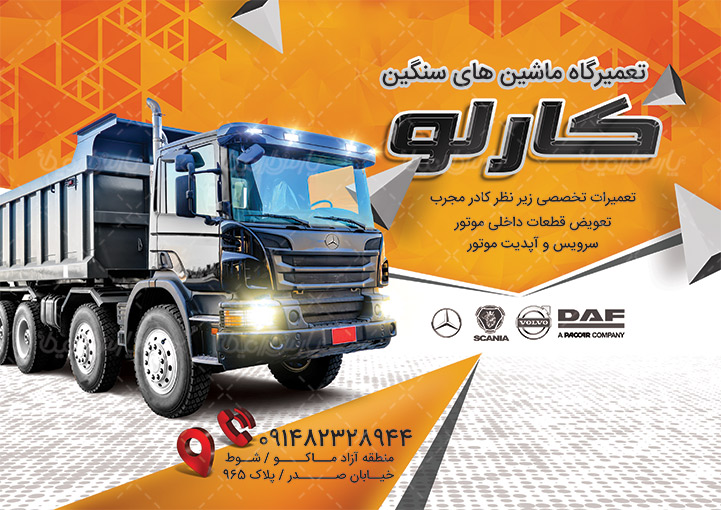 تعمیرگاه ماشین های سنگین
کارلو
تعمیرات تخصصی زیر نظر کادر مجرب
تعویض قطعات داخلی موتور
سرویس و آپدیت موتور
SCANIA
VOLVO
DAF
A PACCAR COMPANY
۰۹۱۴۸۲۳۲۸۹۴۴
منطقه آزاد ماکو / شوط
خیابان صدر / پلاک ۹۶۵